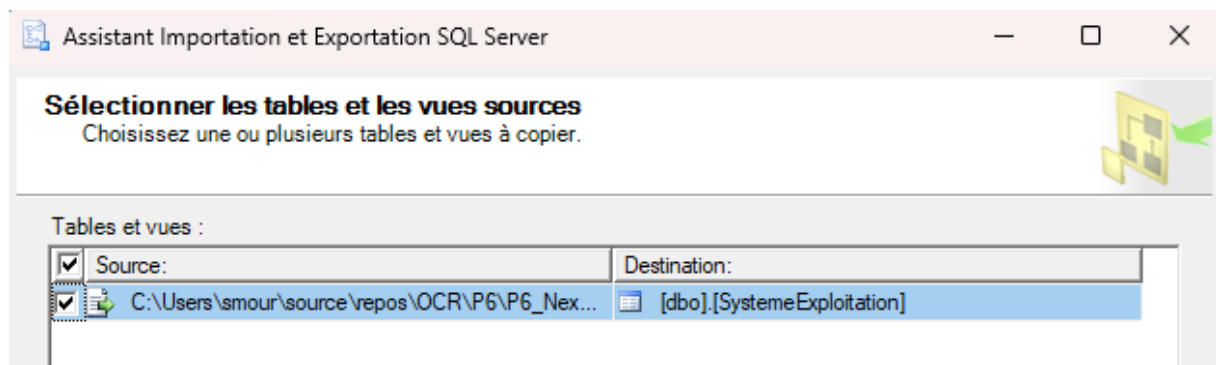 Assistant Importation et Exportation SQL Server
Sélectionner les tables et les vues sources
Choisissez une ou plusieurs tables et vues à copier.
Tables et vues :
Source: Destination:
C:\Users\smour\source\repos\OCR\P6\P6_Nex... [dbo].[SystemeExploitation]